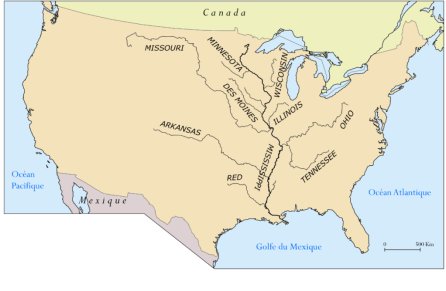 Canada
MISSOURI
MINNESOTA
WISCONSIN
DES MOINES
ILLINOIS
OHIO
ARKANSAS
MISSISSIPPI
TENNESSEE
RED
Océan
Pacifique
Mexique
Océan Atlantique
Golfe du Mexique
0 500 Km